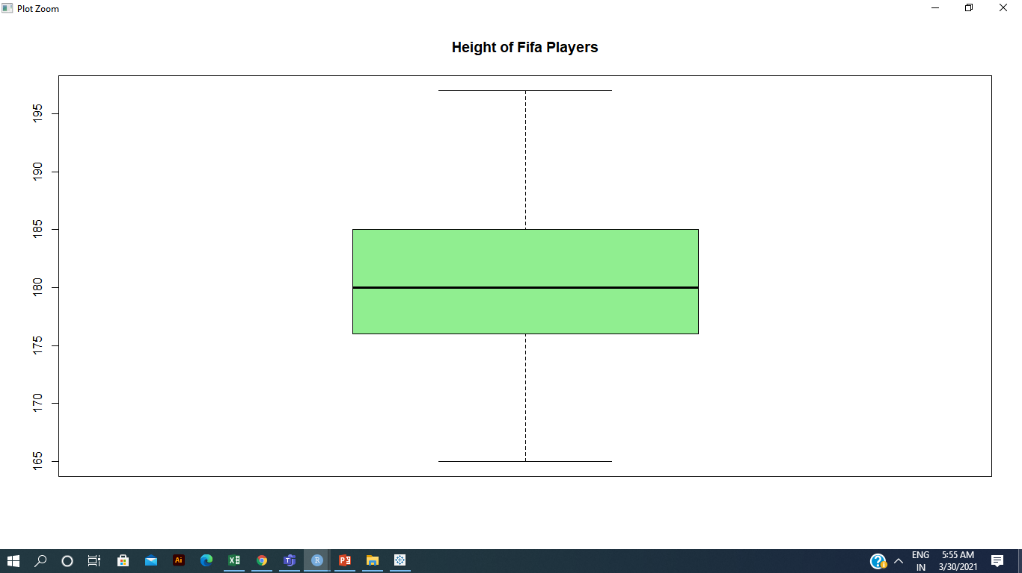 Plot Zoom
Height of Fifa Players
195
190
185
180
175
170
165
Ai
X
T
R
P
?
ENG
IN
5:55 AM
3/30/2021